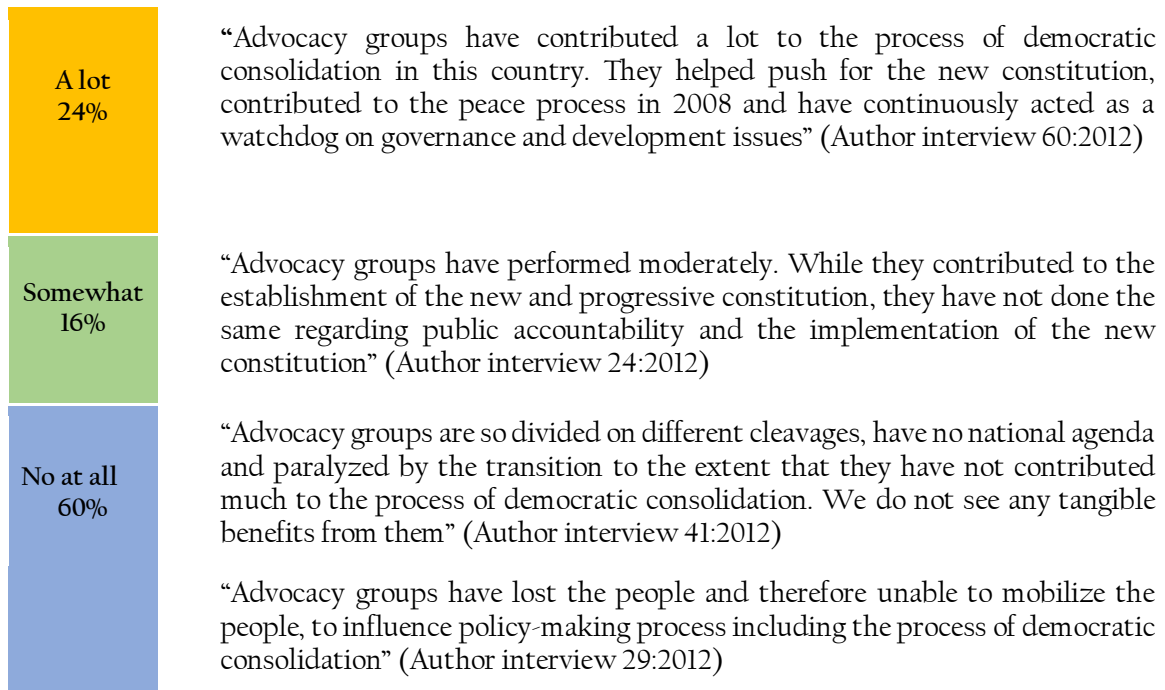 A lot
24%
“Advocacy groups have contributed a lot to the process of democratic
consolidation in this country. They helped push for the new constitution,
contributed to the peace process in 2008 and have continuously acted as a
watchdog on governance and development issues” (Author interview 60:2012)
Somewhat
16%
“Advocacy groups have performed moderately. While they contributed to the
establishment of the new and progressive constitution, they have not done the
same regarding public accountability and the implementation of the new
constitution” (Author interview 24:2012)
No at all
60%
“Advocacy groups are so divided on different cleavages, have no national agenda
and paralyzed by the transition to the extent that they have not contributed
much to the process of democratic consolidation. We do not see any tangible
benefits from them” (Author interview 41:2012)
“Advocacy groups have lost the people and therefore unable to mobilize the
people, to influence policy-making process including the process of democratic
consolidation” (Author interview 29:2012)